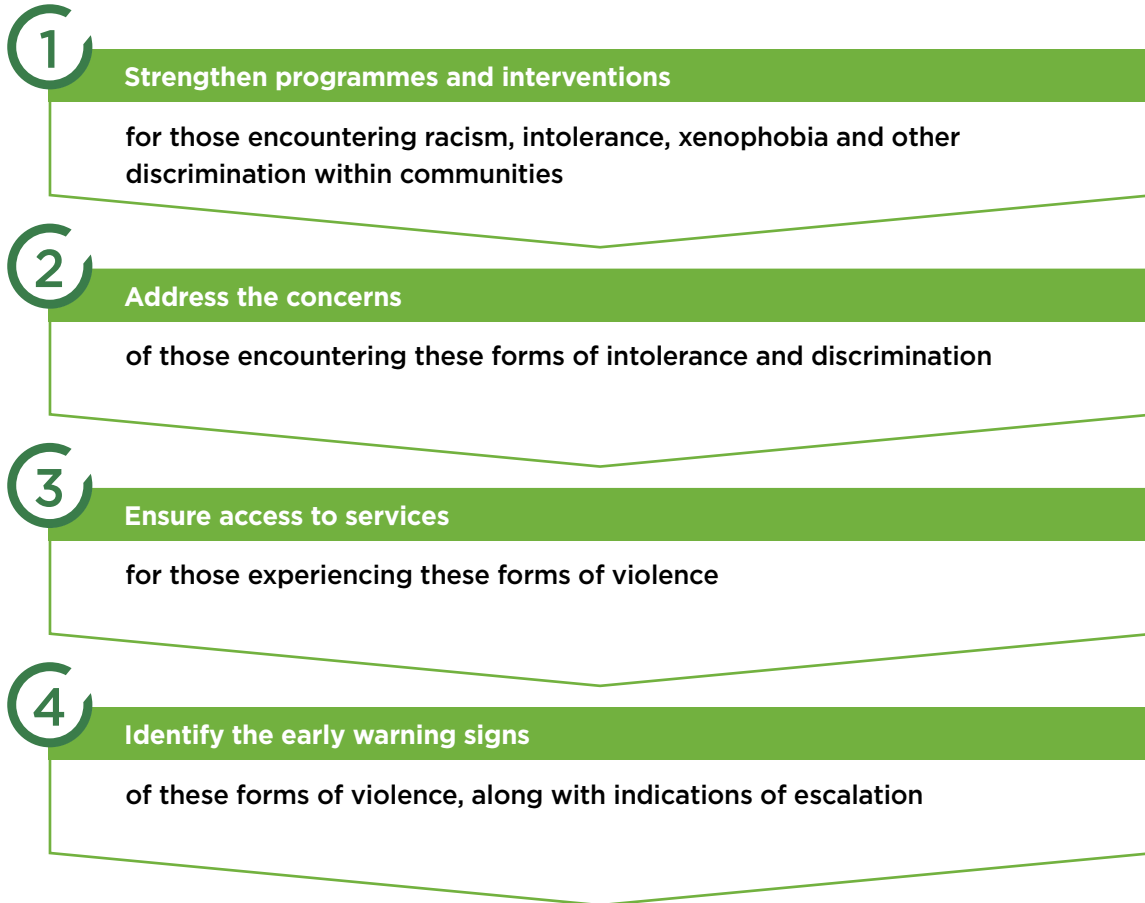 1
Strengthen programmes and interventions
for those encountering racism, intolerance, xenophobia and other
discrimination within communities
2
Address the concerns
of those encountering these forms of intolerance and discrimination
3
Ensure access to services
for those experiencing these forms of violence
4
Identify the early warning signs
of these forms of violence, along with indications of escalation